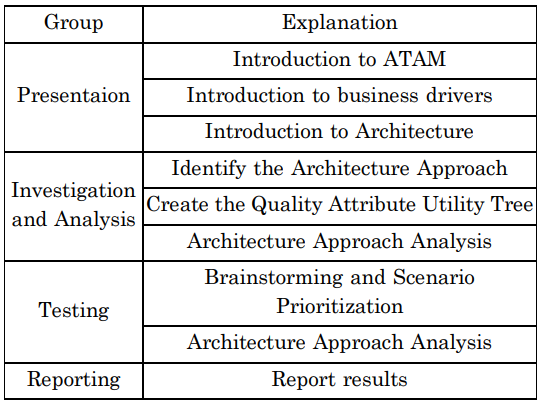 Group Explanation
Presentaion
Introduction to ATAM
Introduction to business drivers
Introduction to Architecture
Investigation
and Analysis
Identify the Architecture Approach
Create the Quality Attribute Utility Tree
Architecture Approach Analysis
Testing
Brainstorming and Scenario
Prioritization
Architecture Approach Analysis
Reporting Report results